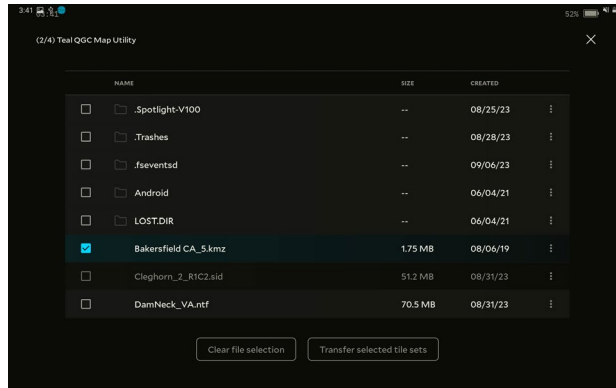 3:41
03:41
52%
(2/4) Teal QGC Map Utility
NAME SIZE CREATED
.Spotlight-V100 -- 08/25/23
.Trashes -- 08/28/23
.fseventsd -- 09/06/23
Android -- 06/04/21
LOST.DIR -- 06/04/21
Bakersfield CA_5.kmz 1.75 MB 08/06/19
Cleghorn_2_R1C2.sid 51.2 MB 08/31/23
DamNeck_VA.ntf 70.5 MB 08/31/23
Clear file selection Transfer selected tile sets